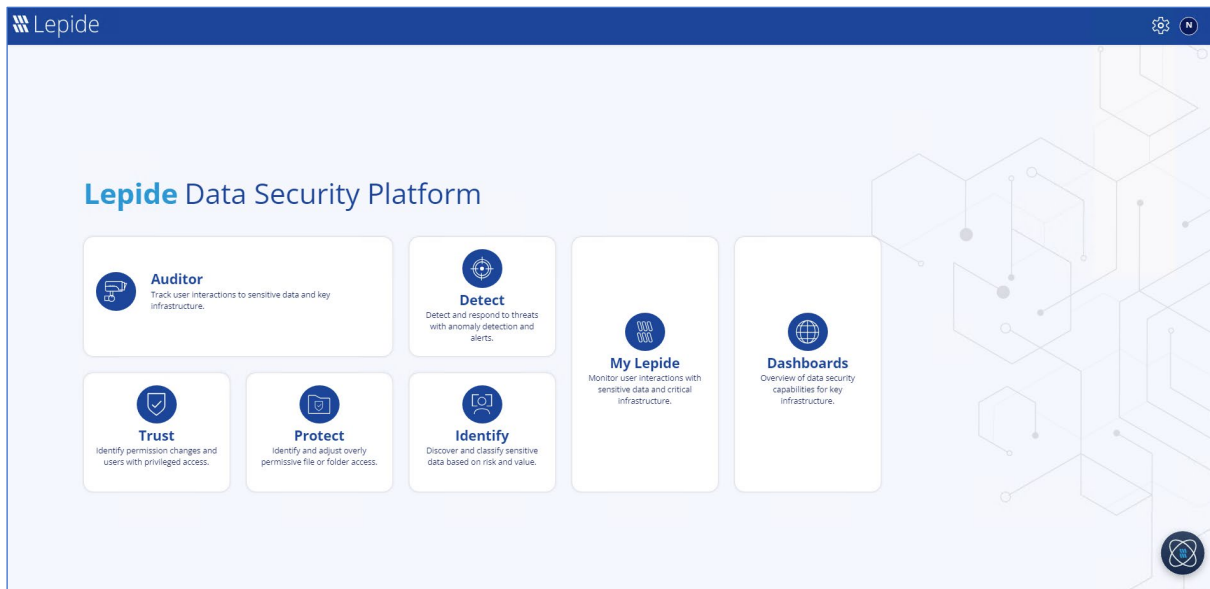 Lepide
N
Lepide Data Security Platform
Auditor
Track user interactions to sensitive data and key
infrastructure.
Detect
Detect and respond to threats
with anomaly detection and
alerts.
My Lepide
Monitor user interactions with
sensitive data and critical
infrastructure.
Dashboards
Overview of data security
capabilities for key
infrastructure.
Trust
Identify permission changes and
users with privileged access.
Protect
Identify and adjust overly
permissive file or folder access.
Identify
Discover and classify sensitive
data based on risk and value.